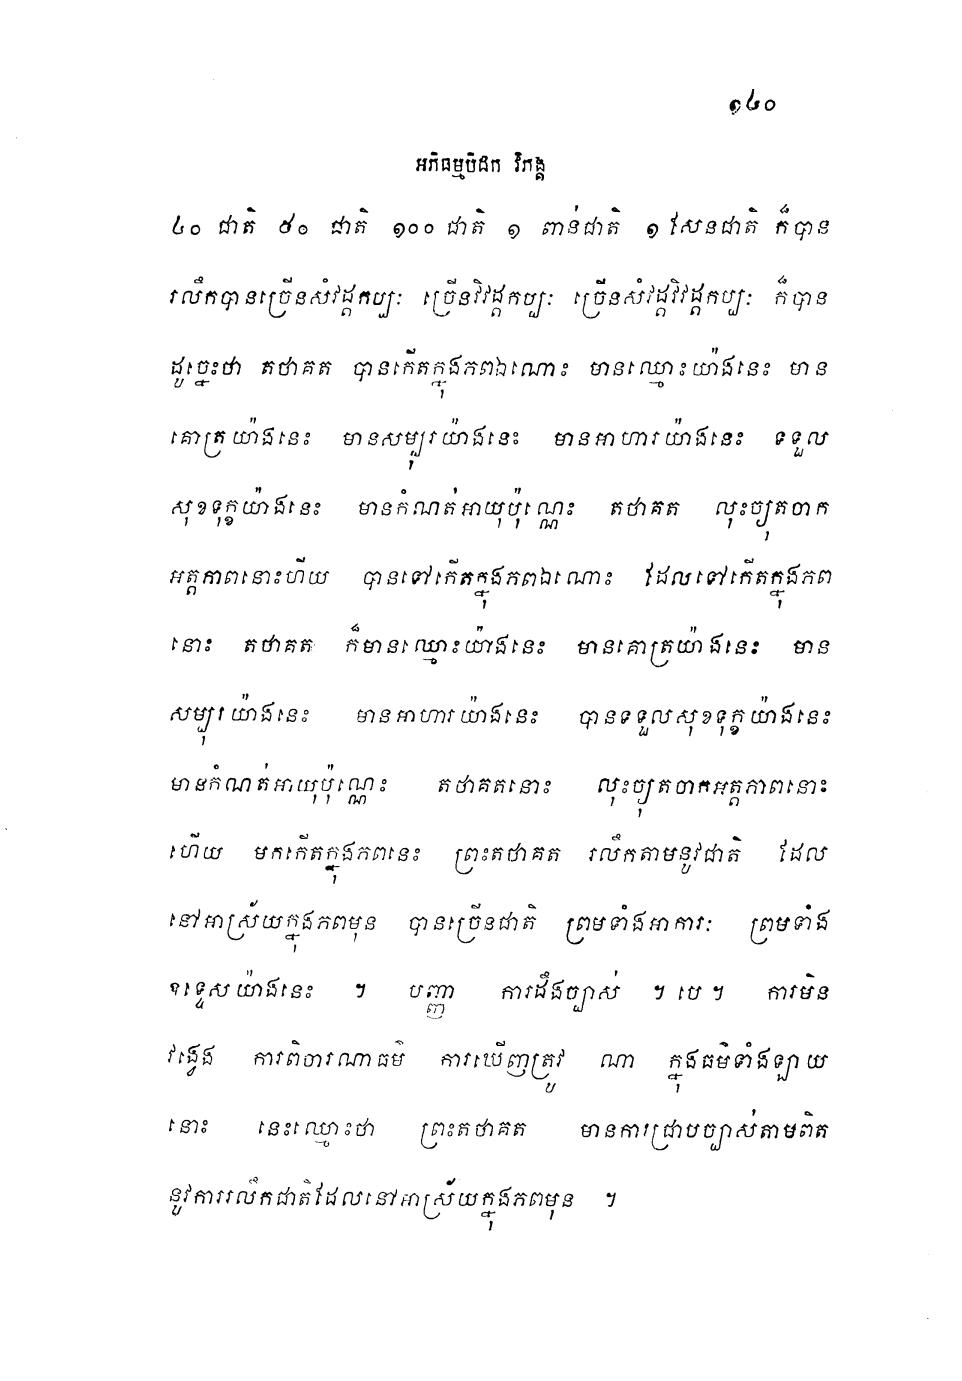 ១៤០
អភិធម្មបិដក វិភង្គ
៤០ ជាតិ ៥០ ជាតិ ១០០ ជាតិ ១ ពាន់ជាតិ ១ សែនជាតិ ក៏បាន
រលឹកបានច្រើនសំវដ្តកប្បៈ ច្រើនវិវដ្តកប្បៈ ច្រើនសំវដ្តវិវដ្តកប្បៈ ក៏បាន
ដូច្នេះថា តថាគត បានកើតក្នុងភពឯណោះ មានឈ្មោះយ៉ាងនេះ មាន
គោត្រយ៉ាងនេះ មានសម្បុរយ៉ាងនេះ មានអាហារយ៉ាងនេះ ទទួល
សុខទុក្ខយ៉ាងនេះ មានកំណត់អាយុប៉ុណ្ណេះ តថាគត លុះច្យុតចាក
អត្តភាពនោះហើយ បានទៅកើតក្នុងភពឯណោះ ដែលទៅកើតក្នុងភព
នោះ តថាគត ក៏មានឈ្មោះយ៉ាងនេះ មានគោត្រយ៉ាងនេះ មាន
សម្បុរយ៉ាងនេះ មានអាហារយ៉ាងនេះ បានទទួលសុខទុក្ខយ៉ាងនេះ
មានកំណត់អាយុប៉ុណ្ណេះ តថាគតនោះ លុះច្យុតចាកអត្តភាពនោះ
ហើយ មកកើតក្នុងភពនេះ ព្រះតថាគត រលឹកតាមនូវជាតិ ដែល
នៅអាស្រ័យក្នុងភពមុន បានច្រើនជាតិ ព្រមទាំងអាការៈ ព្រមទាំង
ឧទ្ទេសយ៉ាងនេះ ។ បញ្ញា ការដឹងច្បាស់ ។ បេ ។ ការមិន
វង្វេង ការពិចារណាធម៌ ការឃើញត្រូវ ណា ក្នុងធម៌ទាំងឡាយ
នោះ នេះឈ្មោះថា ព្រះតថាគត មានការជ្រាបច្បាស់តាមពិត
នូវការរលឹកជាតិដែលនៅអាស្រ័យក្នុងភពមុន ។